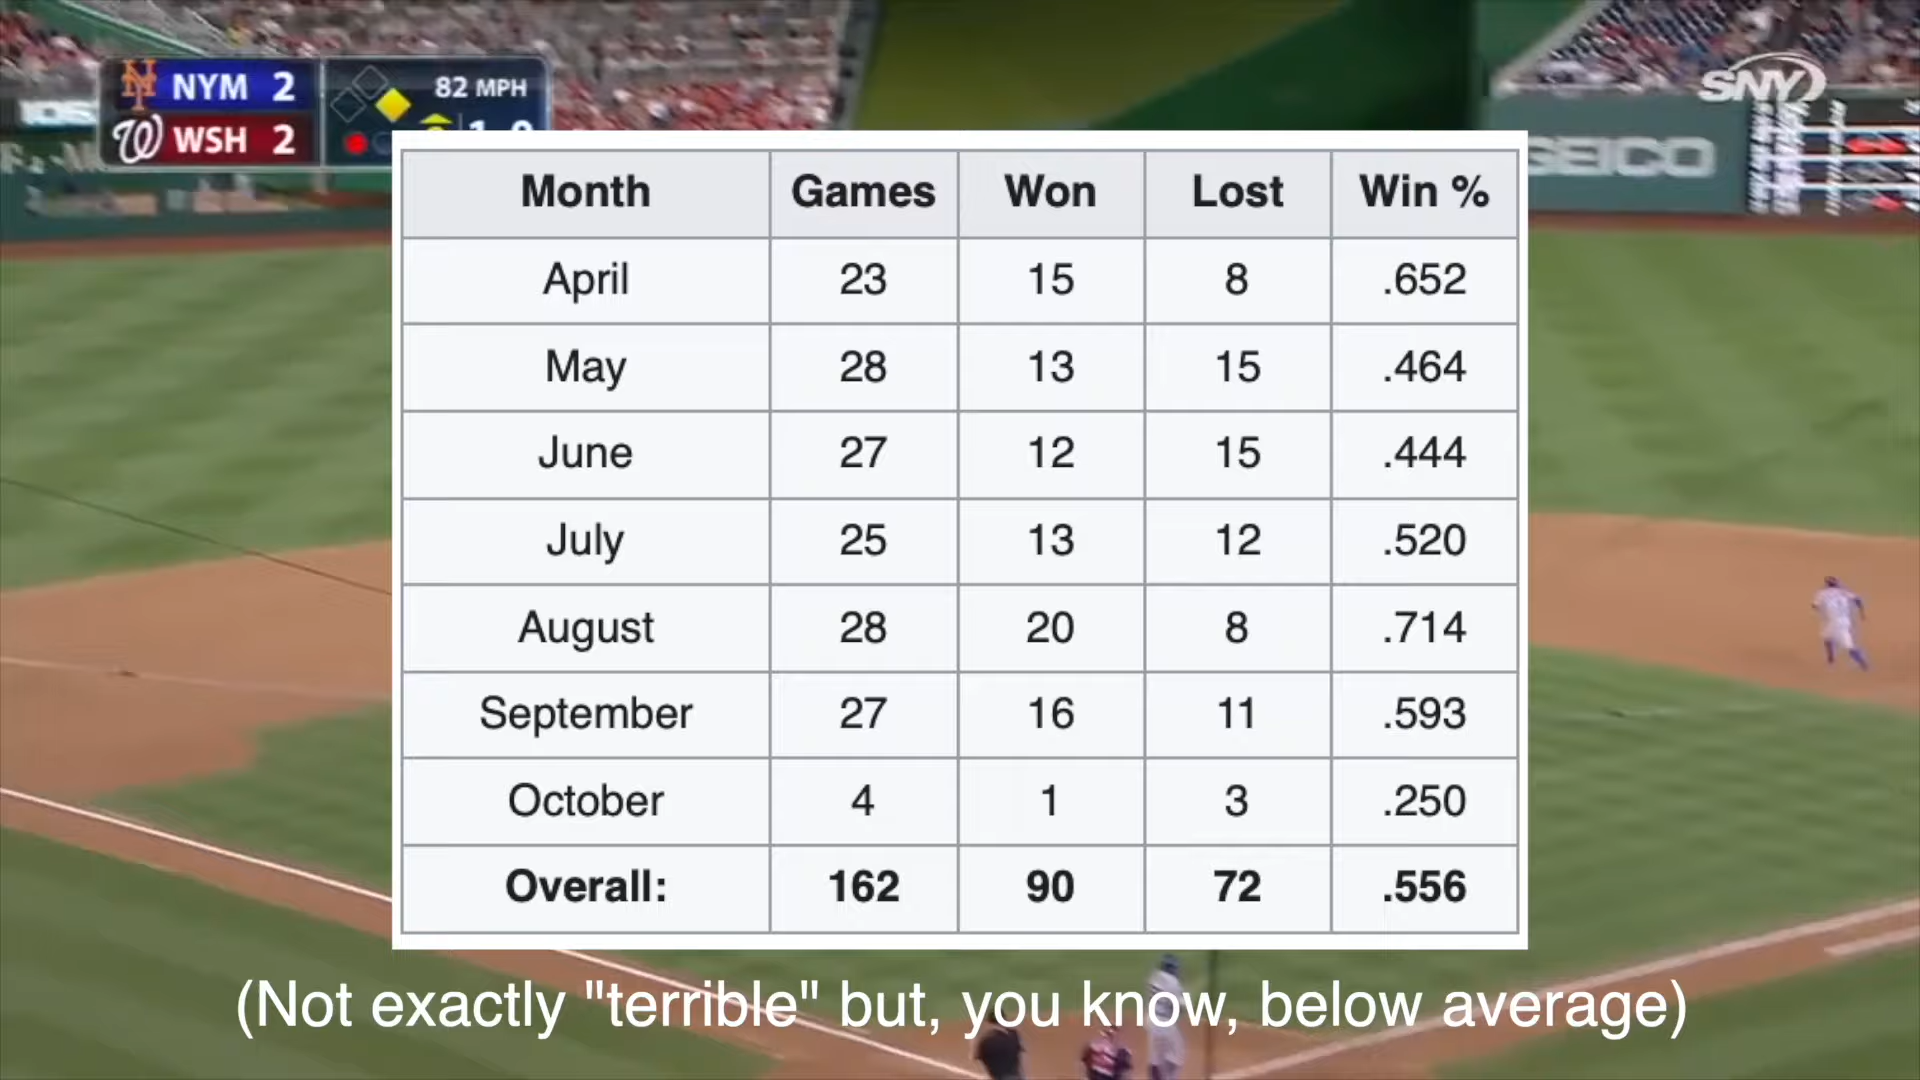 NYM 2
82 MPH
WSH 2
SNY
GEICO
Month Games Won Lost Win %
April 23 15 8 .652
May 28 13 15 .464
June 27 12 15 .444
July 25 13 12 .520
August 28 20 8 .714
September 27 16 11 .593
October 4 1 3 .250
Overall: 162 90 72 .556
(Not exactly "terrible" but, you know, below average)